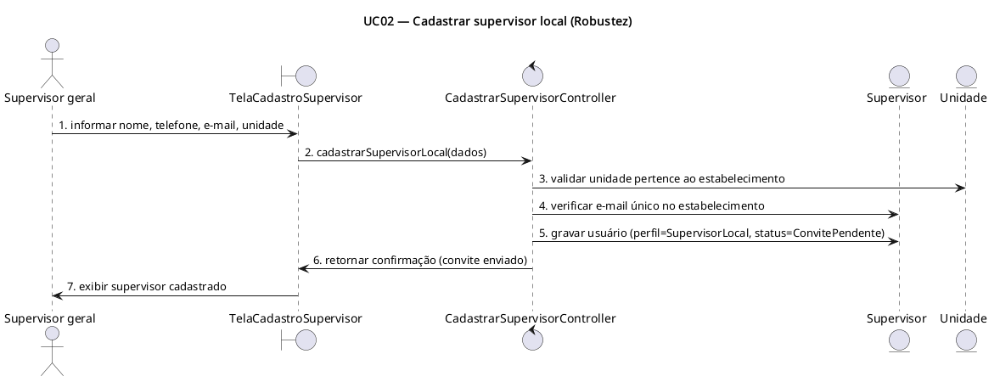 UC02 — Cadastrar supervisor local (Robustez)
Supervisor geral
TelaCadastroSupervisor
CadastrarSupervisorController
Supervisor
Unidade
1. informar nome, telefone, e-mail, unidade
2. cadastrarSupervisorLocal(dados)
3. validar unidade pertence ao estabelecimento
4. verificar e-mail único no estabelecimento
5. gravar usuário (perfil=SupervisorLocal, status=ConvitePendente)
6. retornar confirmação (convite enviado)
7. exibir supervisor cadastrado
Supervisor geral
TelaCadastroSupervisor
CadastrarSupervisorController
Supervisor
Unidade